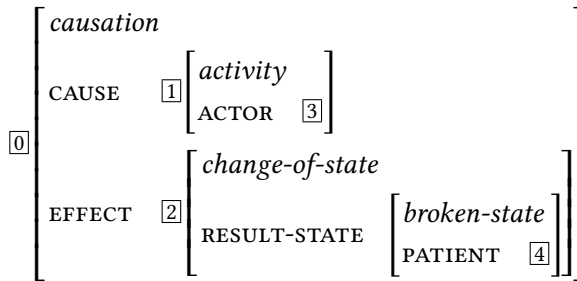 causation
CAUSE 1 activity
ACTOR 3
0
change-of-state
EFFECT 2
RESULT-STATE broken-state
PATIENT 4